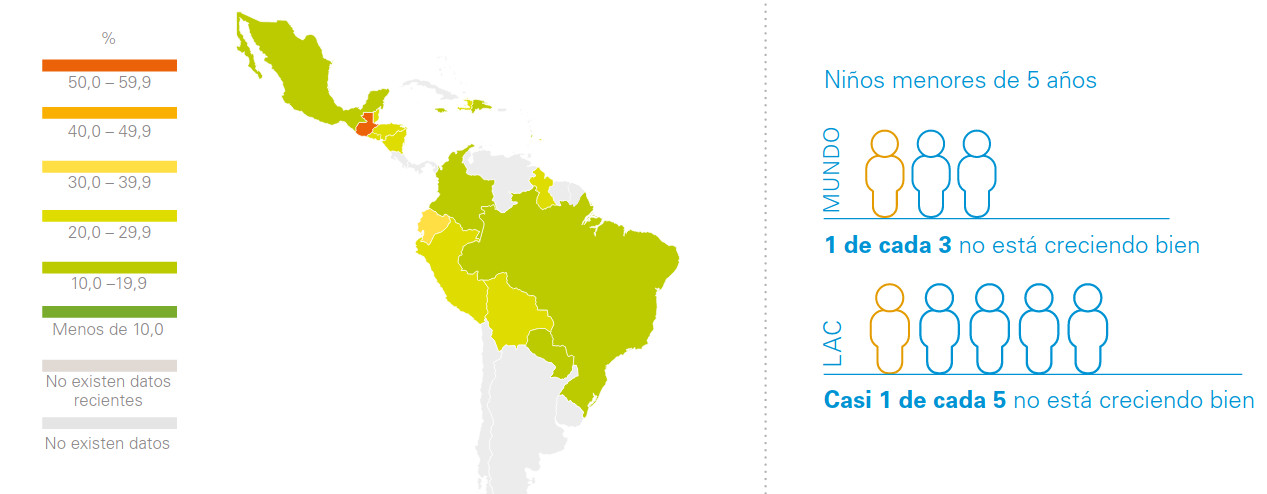 %
50,0 – 59,9
40,0 – 49,9
30,0 – 39,9
20,0 – 29,9
10,0 –19,9
Menos de 10,0
No existen datos
recientes
No existen datos
Niños menores de 5 años
MUNDO
1 de cada 3 no está creciendo bien
LAC
Casi 1 de cada 5 no está creciendo bien